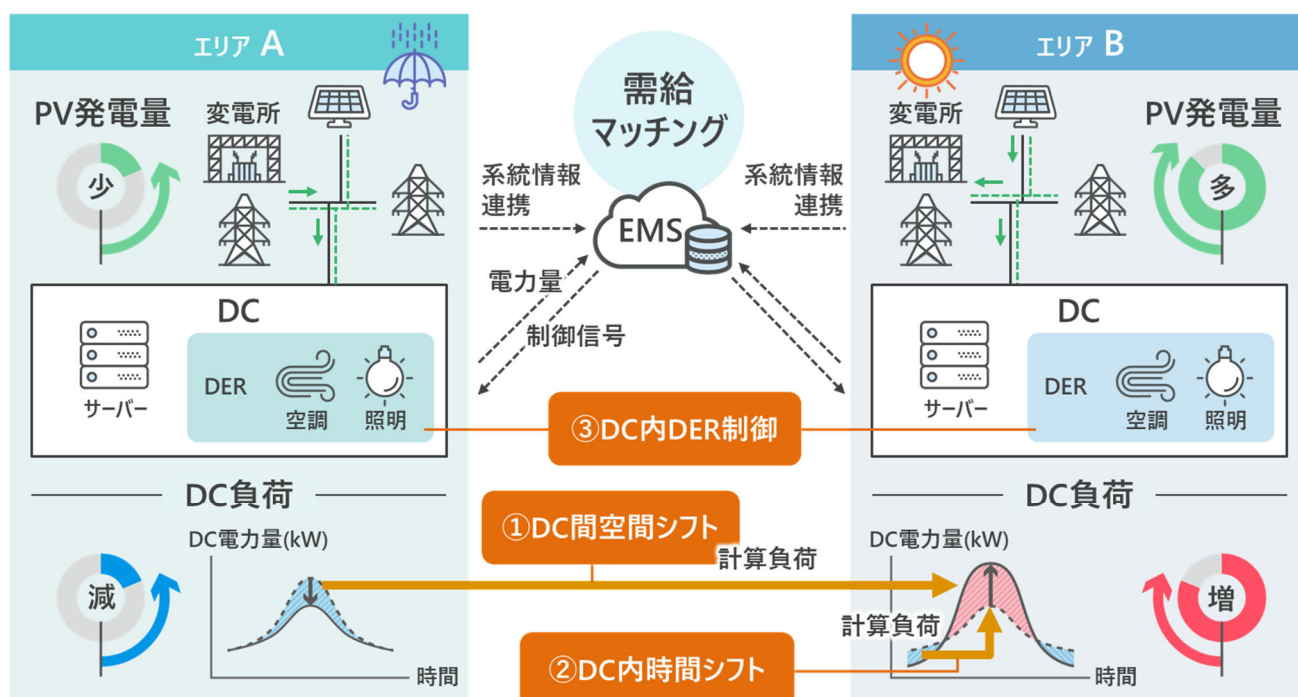 エリア A
PV発電量
少
変電所
DC
サーバー
DER
空調
照明
DC負荷
減
DC電力量(kW)
時間
需給
マッチング
系統情報
連携
系統情報
連携
EMS
電力量
制御信号
③DC内DER制御
①DC間空間シフト
計算負荷
計算負荷
②DC内時間シフト
エリア B
変電所
PV発電量
多
DC
サーバー
DER
空調
照明
DC負荷
DC電力量(kW)
増
時間